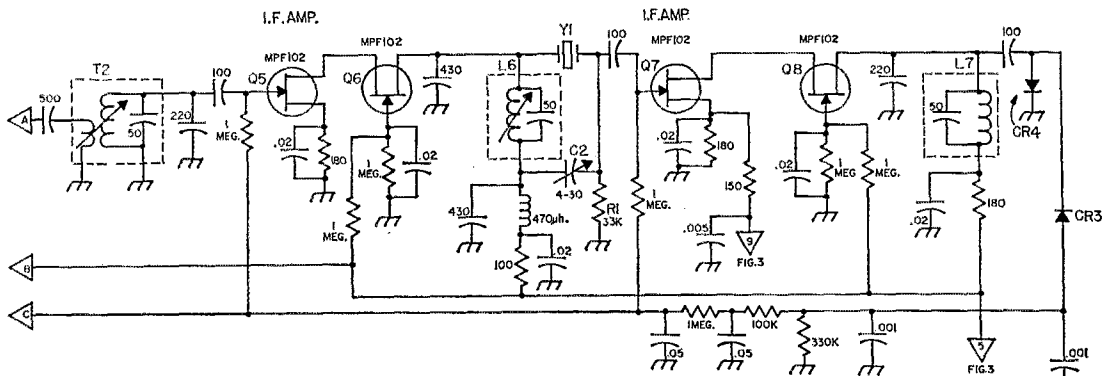 I.F. AMP.
I.F. AMP.
MPF102
MPF102
Y1
100
MPF102
MPF102
100
T2
100
Q5
Q6
430
L6
Q7
Q8
220
L7
500
A
50
220
1 MEG.
50
50
CR4
.02
180
1 MEG.
.02
C2
4-30
.02
180
150
.02
1 MEG
1 MEG.
1 MEG.
430
470µh.
R1
33K
1 MEG.
.005
9
FIG.3
.02
180
CR3
100
.02
B
C
.05
1MEG.
.05
100K
330K
.001
5
FIG.3
.001